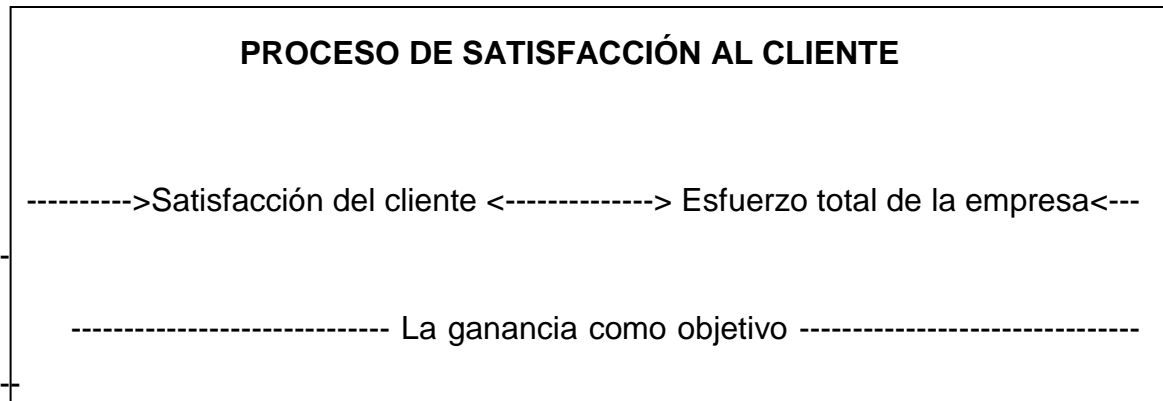 PROCESO DE SATISFACCIÓN AL CLIENTE
---------->Satisfacción del cliente <--------------> Esfuerzo total de la empresa<---
-
------------------------------ La ganancia como objetivo --------------------------------
--